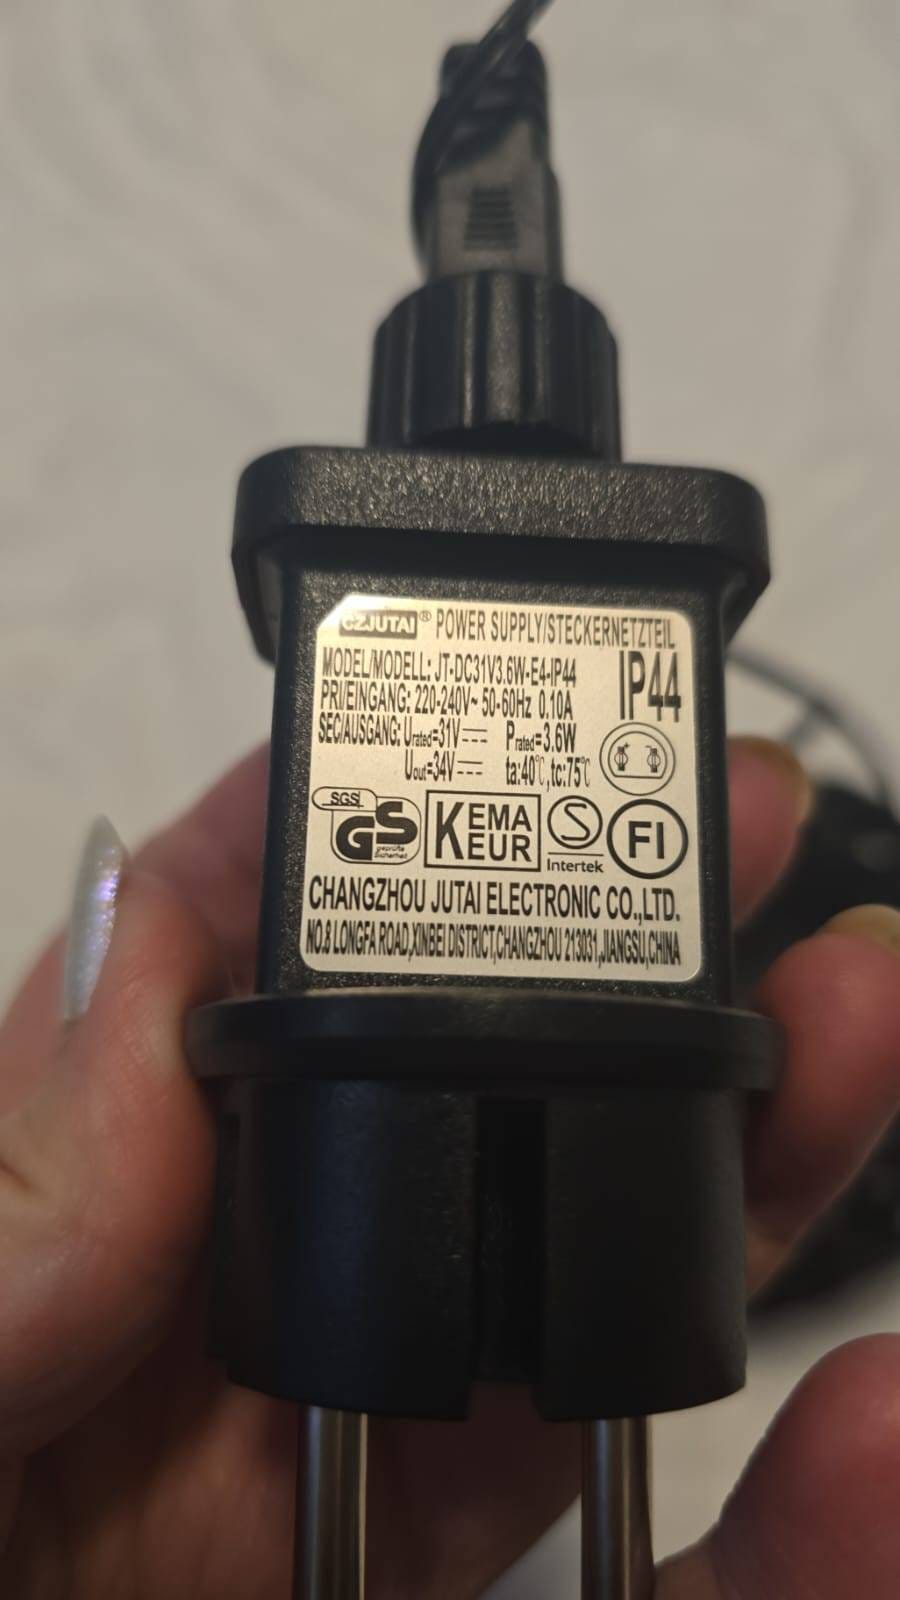 CZJUTAI® POWER SUPPLY/STECKERNETZTEIL
MODEL/MODELL: JT-DC31V3.6W-E4-IP44
IP44
PRI/EINGANG: 220-240V~ 50-60Hz 0.10A
SEC/AUSGANG: Urated=31V⎓ Prated=3.6W
Uout=34V⎓ ta:40℃,tc:75℃
SGS
GS
geprüfte
Sicherheit
KEMA
KEUR
S
Intertek
FI
CHANGZHOU JUTAI ELECTRONIC CO.,LTD.
NO.8 LONGFA ROAD,XINBEI DISTRICT,CHANGZHOU 213031,JIANGSU,CHINA